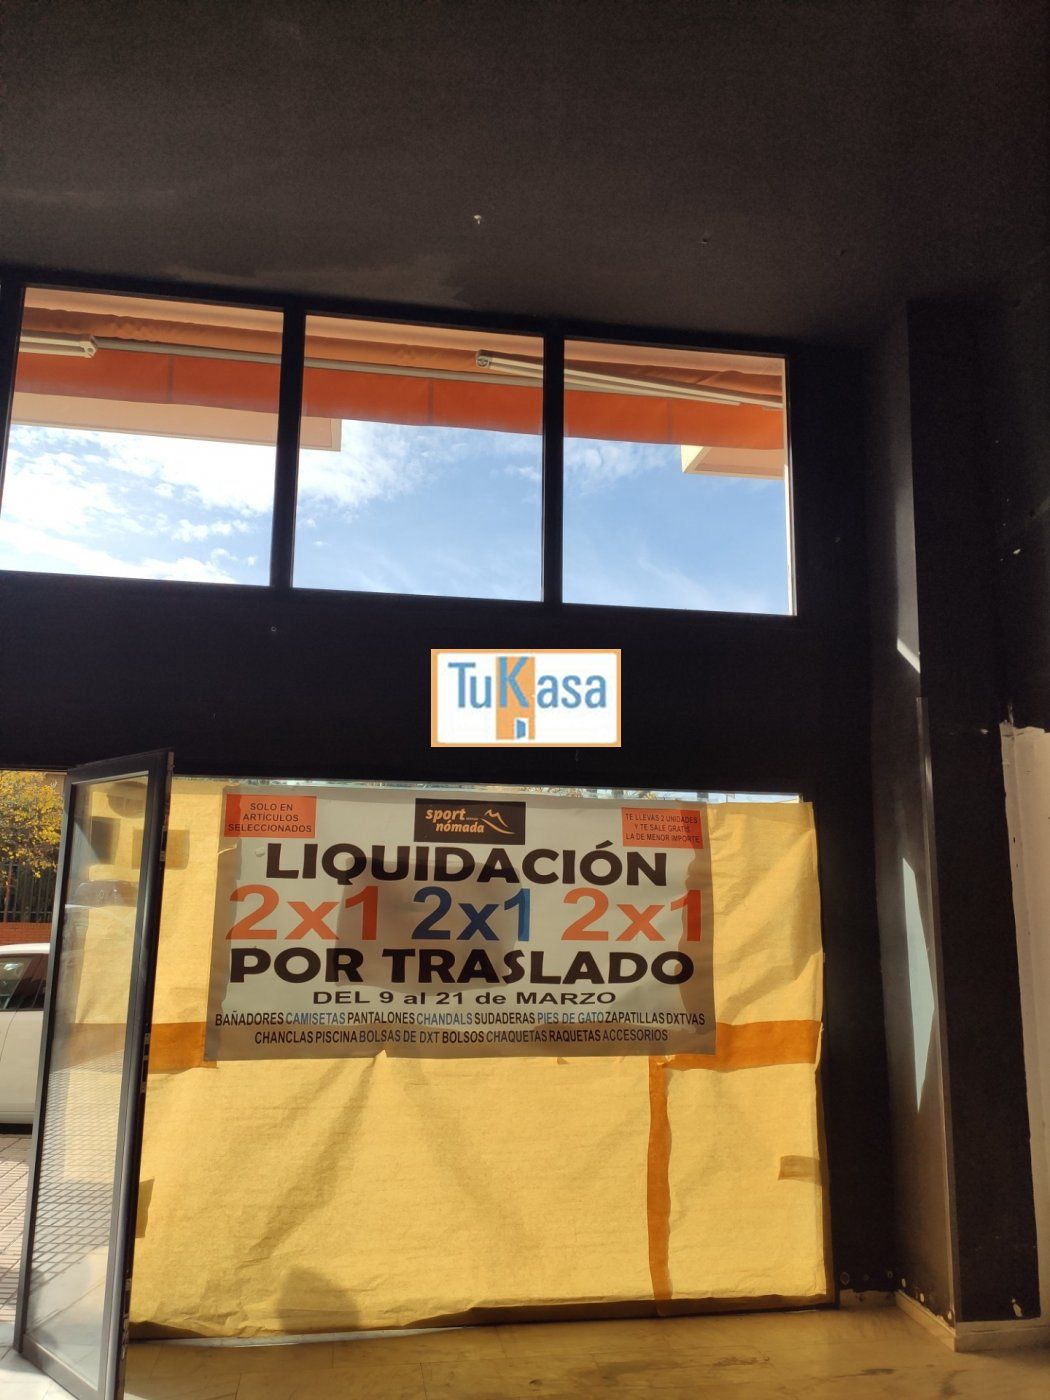 TuKasa
SOLO EN
ARTICULOS
SELECCIONADOS
sport
nómada
TE LLEVAS 2 UNIDADES
Y TE SALE GRATIS
LA DE MENOR IMPORTE
LIQUIDACIÓN
2x1 2x1 2x1
POR TRASLADO
DEL 9 al 21 de MARZO
BAÑADORES CAMISETAS PANTALONES CHANDALS SUDADERAS PIES DE GATO ZAPATILLAS DXTVAS
CHANCLAS PISCINA BOLSAS DE DXT BOLSOS CHAQUETAS RAQUETAS ACCESORIOS